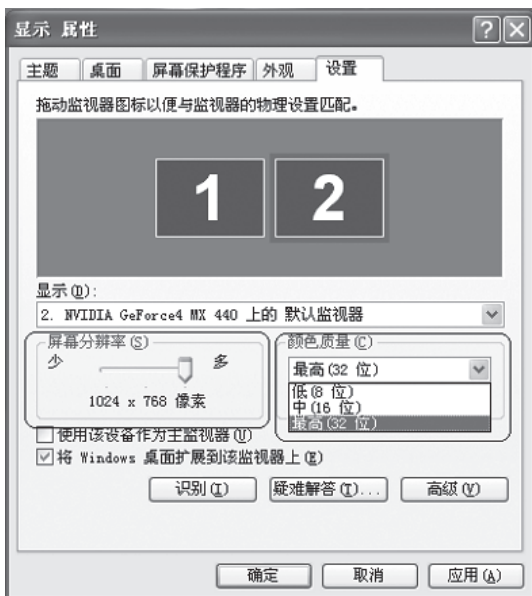 显示 属性
主题 桌面 屏幕保护程序 外观 设置
拖动监视器图标以便与监视器的物理设置匹配。
1 2
显示(D):
2. NVIDIA GeForce4 MX 440 上的 默认监视器
屏幕分辨率(S)
少 多
1024 x 768 像素
颜色质量(C)
最高(32 位)
低(8 位)
中(16 位)
最高(32 位)
使用该设备作为主监视器(U)
将 Windows 桌面扩展到该监视器上(E)
识别(I) 疑难解答(T)... 高级(V)
确定 取消 应用(A)